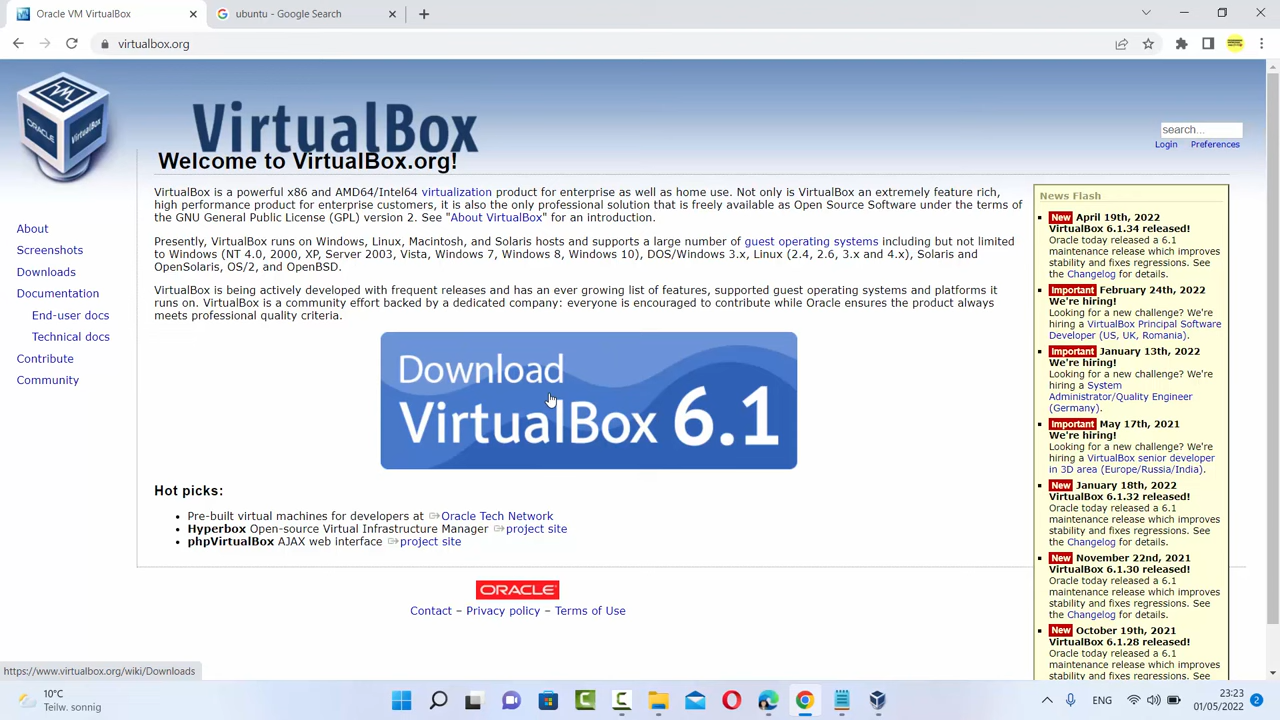 Oracle VM VirtualBox
ubuntu - Google Search
virtualbox.org
ORACLE
VirtualBox
VirtualBox
search...
Login
Preferences
Welcome to VirtualBox.org!
About
Screenshots
Downloads
Documentation
End-user docs
Technical docs
Contribute
Community
VirtualBox is a powerful x86 and AMD64/Intel64 virtualization product for enterprise as well as home use. Not only is VirtualBox an extremely feature rich,
high performance product for enterprise customers, it is also the only professional solution that is freely available as Open Source Software under the terms of
the GNU General Public License (GPL) version 2. See "About VirtualBox" for an introduction.
Presently, VirtualBox runs on Windows, Linux, Macintosh, and Solaris hosts and supports a large number of guest operating systems including but not limited
to Windows (NT 4.0, 2000, XP, Server 2003, Vista, Windows 7, Windows 8, Windows 10), DOS/Windows 3.x, Linux (2.4, 2.6, 3.x and 4.x), Solaris and
OpenSolaris, OS/2, and OpenBSD.
VirtualBox is being actively developed with frequent releases and has an ever growing list of features, supported guest operating systems and platforms it
runs on. VirtualBox is a community effort backed by a dedicated company: everyone is encouraged to contribute while Oracle ensures the product always
meets professional quality criteria.
Download
VirtualBox 6.1
Hot picks:
Pre-built virtual machines for developers at Oracle Tech Network
Hyperbox Open-source Virtual Infrastructure Manager project site
phpVirtualBox AJAX web interface project site
ORACLE
Contact – Privacy policy – Terms of Use
News Flash
New April 19th, 2022
VirtualBox 6.1.34 released!
Oracle today released a 6.1
maintenance release which improves
stability and fixes regressions. See
the Changelog for details.
Important February 24th, 2022
We're hiring!
Looking for a new challenge? We're
hiring a VirtualBox Principal Software
Developer (US, UK, Romania).
Important January 13th, 2022
We're hiring!
Looking for a new challenge? We're
hiring a System
Administrator/Quality Engineer
(Germany).
Important May 17th, 2021
We're hiring!
Looking for a new challenge? We're
hiring a VirtualBox senior developer
in 3D area (Europe/Russia/India).
New January 18th, 2022
VirtualBox 6.1.32 released!
Oracle today released a 6.1
maintenance release which improves
stability and fixes regressions. See
the Changelog for details.
New November 22nd, 2021
VirtualBox 6.1.30 released!
Oracle today released a 6.1
maintenance release which improves
stability and fixes regressions. See
the Changelog for details.
New October 19th, 2021
VirtualBox 6.1.28 released!
Oracle today released a 6.1
maintenance release which improves
stability and fixes regressions. See
https://www.virtualbox.org/wiki/Downloads
10°C
Teilw. sonnig
ENG
23:23
01/05/2022
2